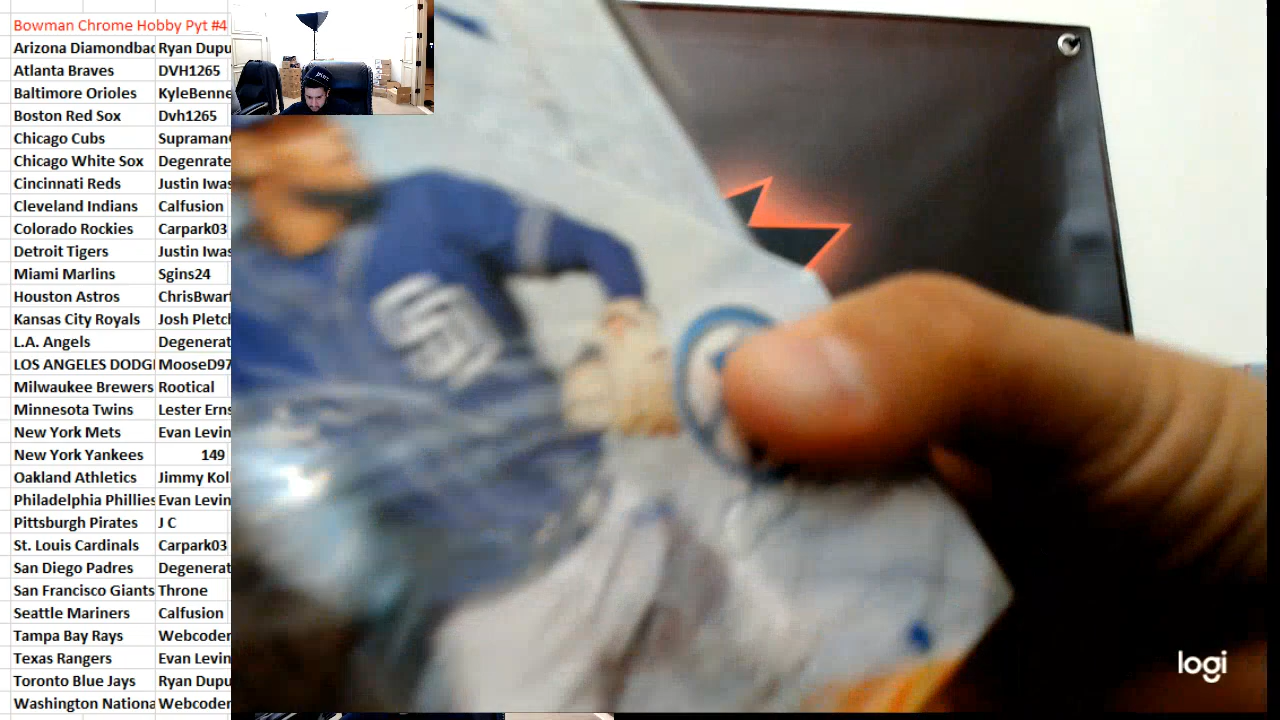 Bowman Chrome Hobby Pyt #4
Arizona Diamondbac Ryan Dupu
Atlanta Braves DVH1265
Baltimore Orioles KyleBenne
Boston Red Sox Dvh1265
Chicago Cubs Supraman
Chicago White Sox Degenrate
Cincinnati Reds Justin Iwas
Cleveland Indians Calfusion
Colorado Rockies Carpark03
Detroit Tigers Justin Iwas
Miami Marlins Sgins24
Houston Astros ChrisBwar
Kansas City Royals Josh Pletch
L.A. Angels Degenerat
LOS ANGELES DODG MooseD97
Milwaukee Brewers Rootical
Minnesota Twins Lester Erns
New York Mets Evan Levin
New York Yankees 149
Oakland Athletics Jimmy Kol
Philadelphia Phillies Evan Levin
Pittsburgh Pirates J C
St. Louis Cardinals Carpark03
San Diego Padres Degenerat
San Francisco Giants Throne
Seattle Mariners Calfusion
Tampa Bay Rays Webcoder
Texas Rangers Evan Levin
Toronto Blue Jays Ryan Dupu
Washington Nationa Webcoder
logi